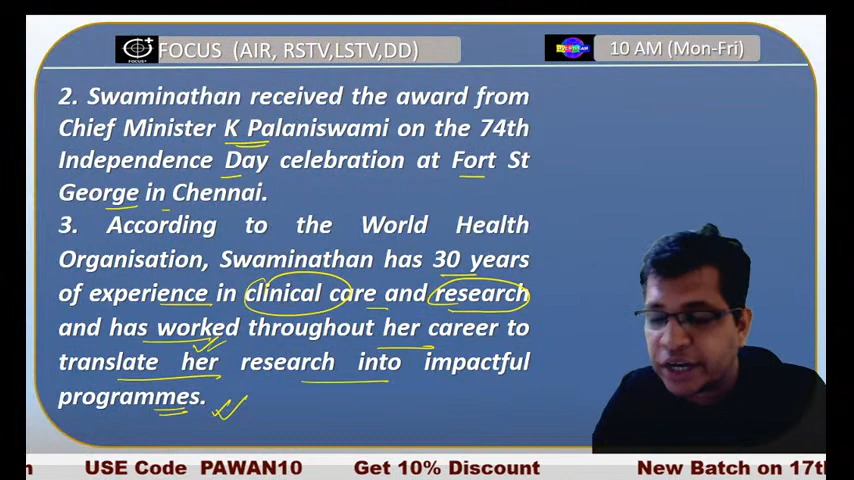 FOCUS (AIR, RSTV,LSTV,DD)
10 AM (Mon-Fri)
2. Swaminathan received the award from
Chief Minister K Palaniswami on the 74th
Independence Day celebration at Fort St
George in Chennai.
3. According to the World Health
Organisation, Swaminathan has 30 years
of experience in clinical care and research
and has worked throughout her career to
translate her research into impactful
programmes.
USE Code PAWAN10 Get 10% Discount New Batch on 17th